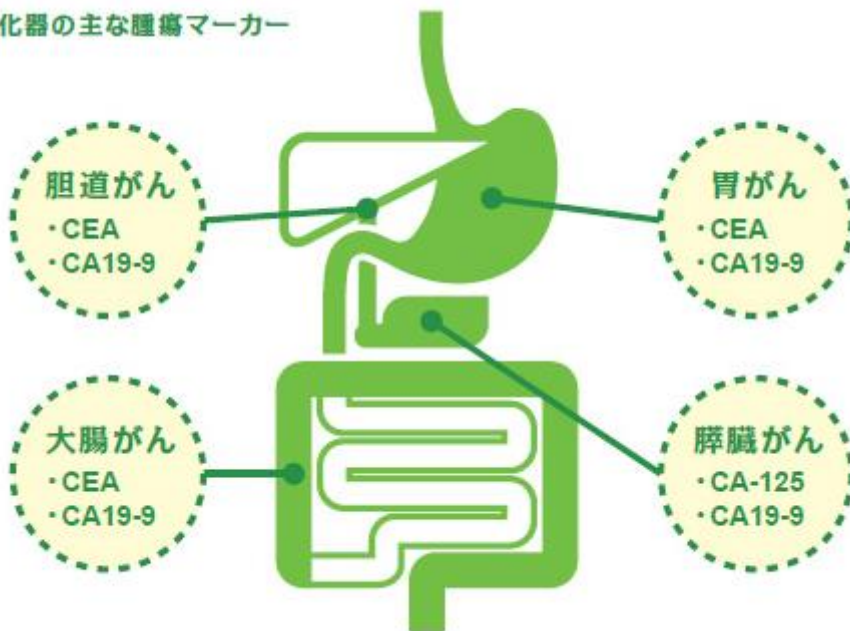 化器の主な腫瘍マーカー
胆道がん
・CEA
・CA19-9
胃がん
・CEA
・CA19-9
大腸がん
・CEA
・CA19-9
膵臓がん
・CA-125
・CA19-9